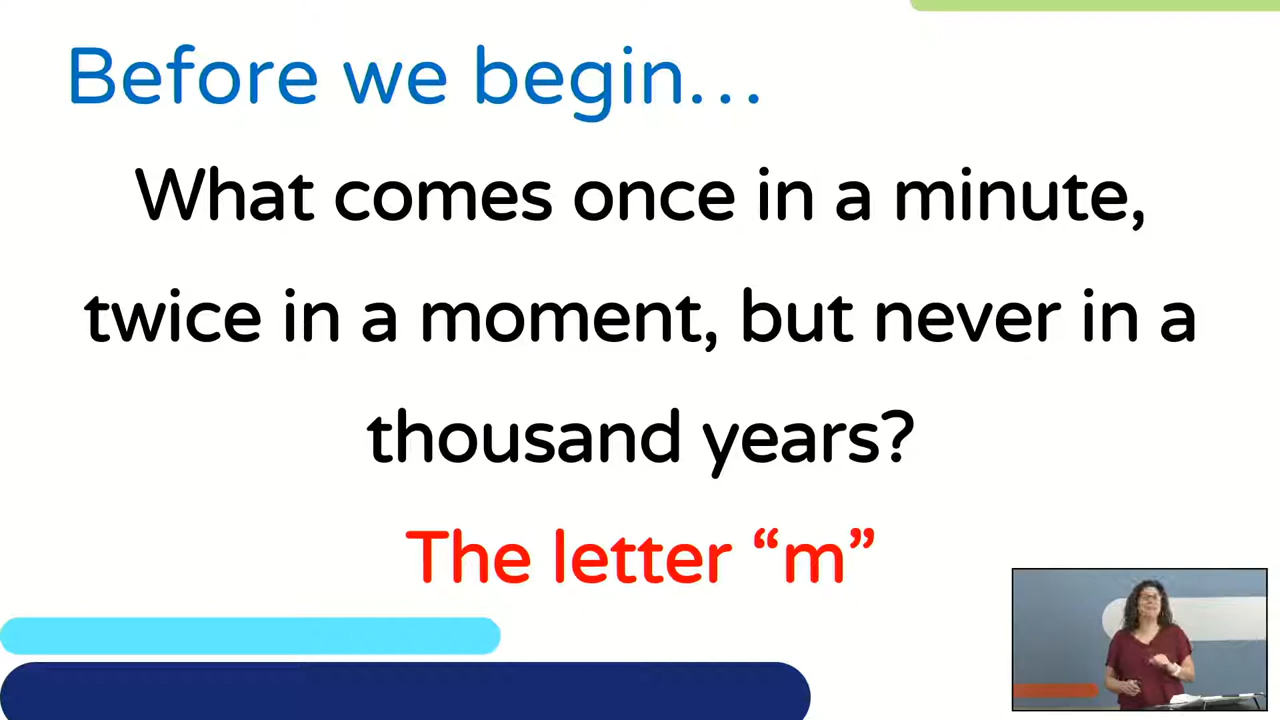 Before we begin...
What comes once in a minute,
twice in a moment, but never in a
thousand years?
The letter “m”